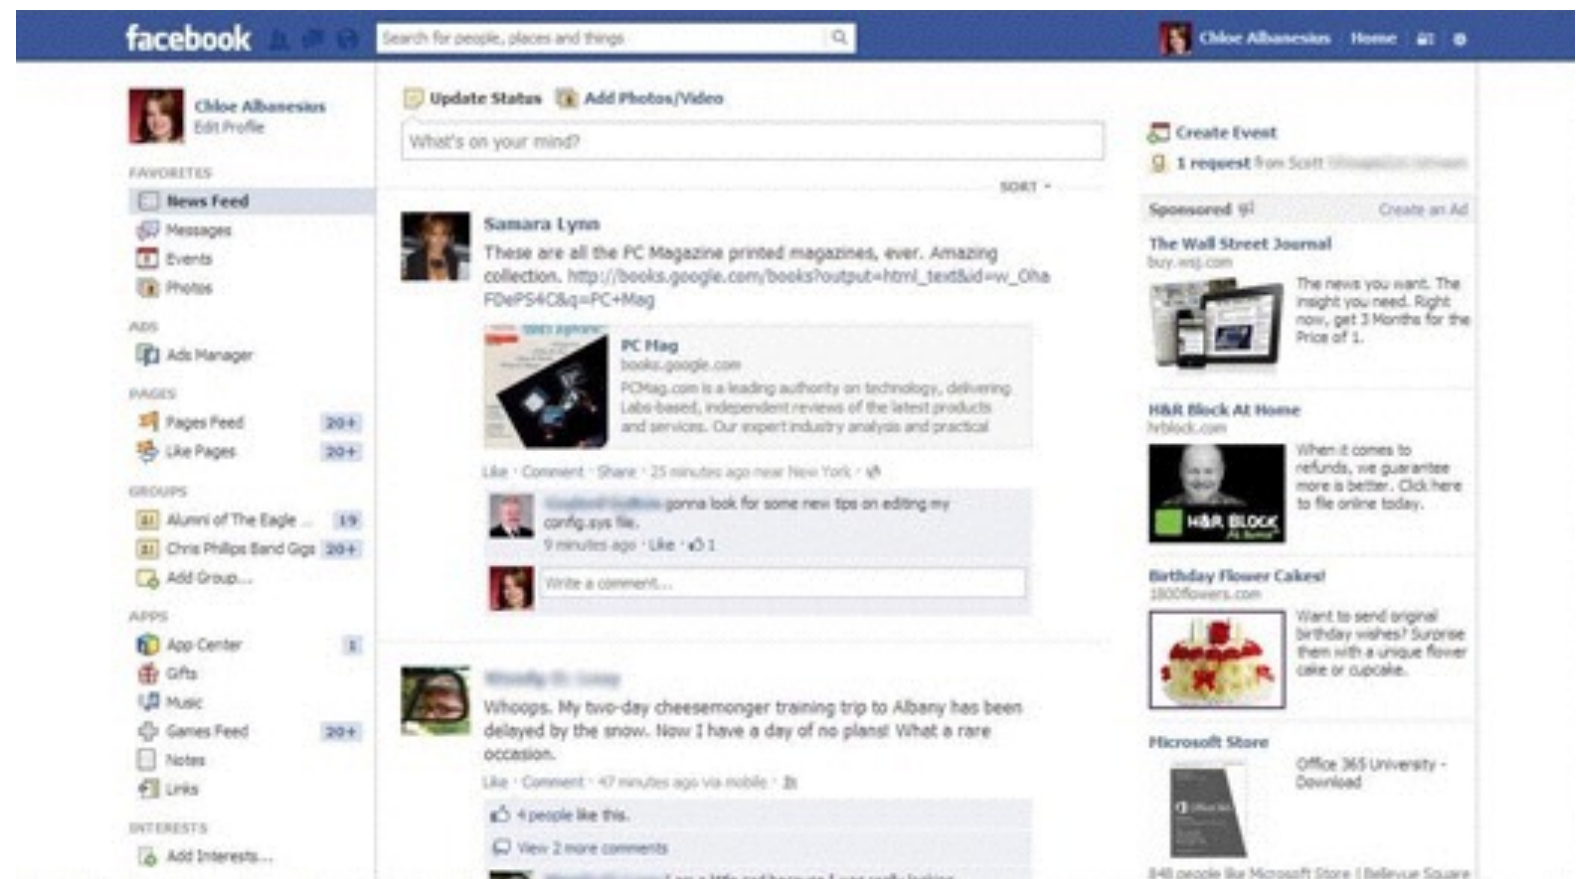 facebook
Search for people, places and things
Chloe Albanesius Home
Chloe Albanesius
Edit Profile
FAVORITES
News Feed
Messages
Events
Photos
ADS
Ads Manager
PAGES
Pages Feed 20+
Like Pages 20+
GROUPS
Alumni of The Eagle ... 19
Chris Phillips Band Gigs 20+
Add Group...
APPS
App Center 1
Gifts
Music
Games Feed 20+
Notes
Links
INTERESTS
Add Interests...
Update Status Add Photos/Video
What's on your mind?
SORT
Samara Lynn
These are all the PC Magazine printed magazines, ever. Amazing
collection. http://books.google.com/books?output=html_text&id=w_Oha
FDePS4C&q=PC+Mag
PC Mag
books.google.com
PCMag.com is a leading authority on technology, delivering
Labs-based, independent reviews of the latest products
and services. Our expert industry analysis and practical
Like · Comment · Share · 25 minutes ago near New York ·
gonna look for some new tips on editing my
config.sys file.
9 minutes ago · Like · 1
Write a comment...
Whoops. My two-day cheesemonger training trip to Albany has been
delayed by the snow. Now I have a day of no plans! What a rare
occasion.
Like · Comment · 47 minutes ago via mobile ·
4 people like this.
View 2 more comments
Create Event
1 request from Scott
Sponsored Create an Ad
The Wall Street Journal
buy.wsj.com
The news you want. The
insight you need. Right
now, get 3 Months for the
Price of 1.
H&R Block At Home
hrblock.com
When it comes to
refunds, we guarantee
more is better. Click here
to file online today.
H&R BLOCK
At Home
Birthday Flower Cakes!
1800flowers.com
Want to send original
birthday wishes? Surprise
them with a unique flower
cake or cupcake.
Microsoft Store
Office 365 University -
Download
848 people like Microsoft Store | Bellevue Square